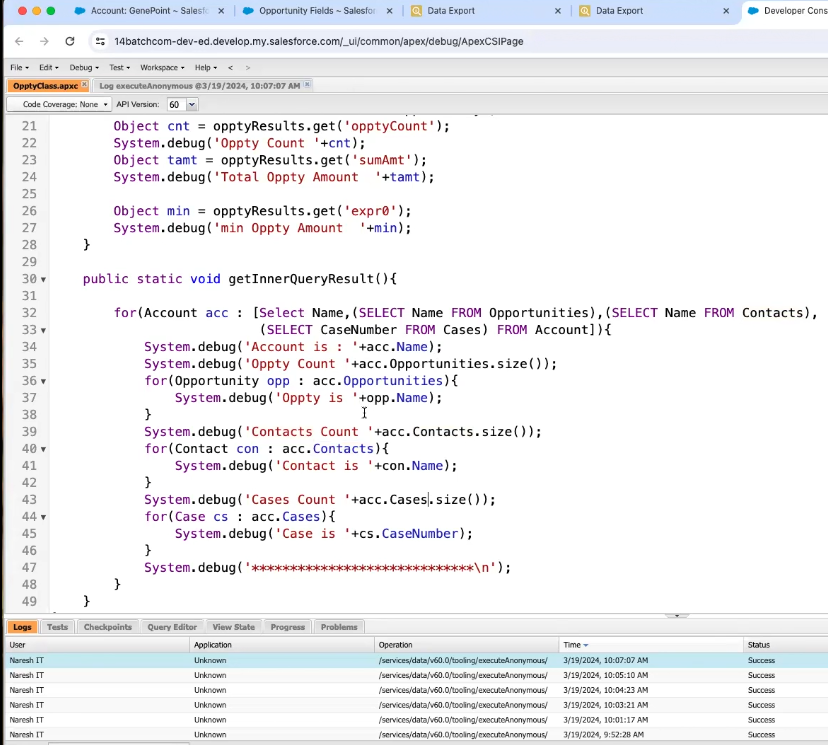 Account: GenePoint ~ Salesfo
Opportunity Fields ~ Salesfor
Data Export
Data Export
Developer Cons
14batchcom-dev-ed.develop.my.salesforce.com/_ui/common/apex/debug/ApexCSIPage
File Edit Debug Test Workspace Help < >
OpptyClass.apxc Log executeAnonymous @3/19/2024, 10:07:07 AM
Code Coverage: None API Version: 60
21 Object cnt = opptyResults.get('opptyCount');
22 System.debug('Oppty Count '+cnt);
23 Object tamt = opptyResults.get('sumAmt');
24 System.debug('Total Oppty Amount  '+tamt);
25
26 Object min = opptyResults.get('expr0');
27 System.debug('min Oppty Amount  '+min);
28 }
29
30 public static void getInnerQueryResult(){
31
32 for(Account acc : [Select Name,(SELECT Name FROM Opportunities),(SELECT Name FROM Contacts),
33 (SELECT CaseNumber FROM Cases) FROM Account]){
34 System.debug('Account is : '+acc.Name);
35 System.debug('Oppty Count '+acc.Opportunities.size());
36 for(Opportunity opp : acc.Opportunities){
37 System.debug('Oppty is '+opp.Name);
38 }
39 System.debug('Contacts Count '+acc.Contacts.size());
40 for(Contact con : acc.Contacts){
41 System.debug('Contact is '+con.Name);
42 }
43 System.debug('Cases Count '+acc.Cases.size());
44 for(Case cs : acc.Cases){
45 System.debug('Case is '+cs.CaseNumber);
46 }
47 System.debug('*****************************\n');
48 }
49 }
Logs Tests Checkpoints Query Editor View State Progress Problems
User Application Operation Time Status
Naresh IT Unknown /services/data/v60.0/tooling/executeAnonymous/ 3/19/2024, 10:07:07 AM Success
Naresh IT Unknown /services/data/v60.0/tooling/executeAnonymous/ 3/19/2024, 10:05:10 AM Success
Naresh IT Unknown /services/data/v60.0/tooling/executeAnonymous/ 3/19/2024, 10:04:23 AM Success
Naresh IT Unknown /services/data/v60.0/tooling/executeAnonymous/ 3/19/2024, 10:03:21 AM Success
Naresh IT Unknown /services/data/v60.0/tooling/executeAnonymous/ 3/19/2024, 10:01:17 AM Success
Naresh IT Unknown /services/data/v60.0/tooling/executeAnonymous/ 3/19/2024, 9:52:28 AM Success